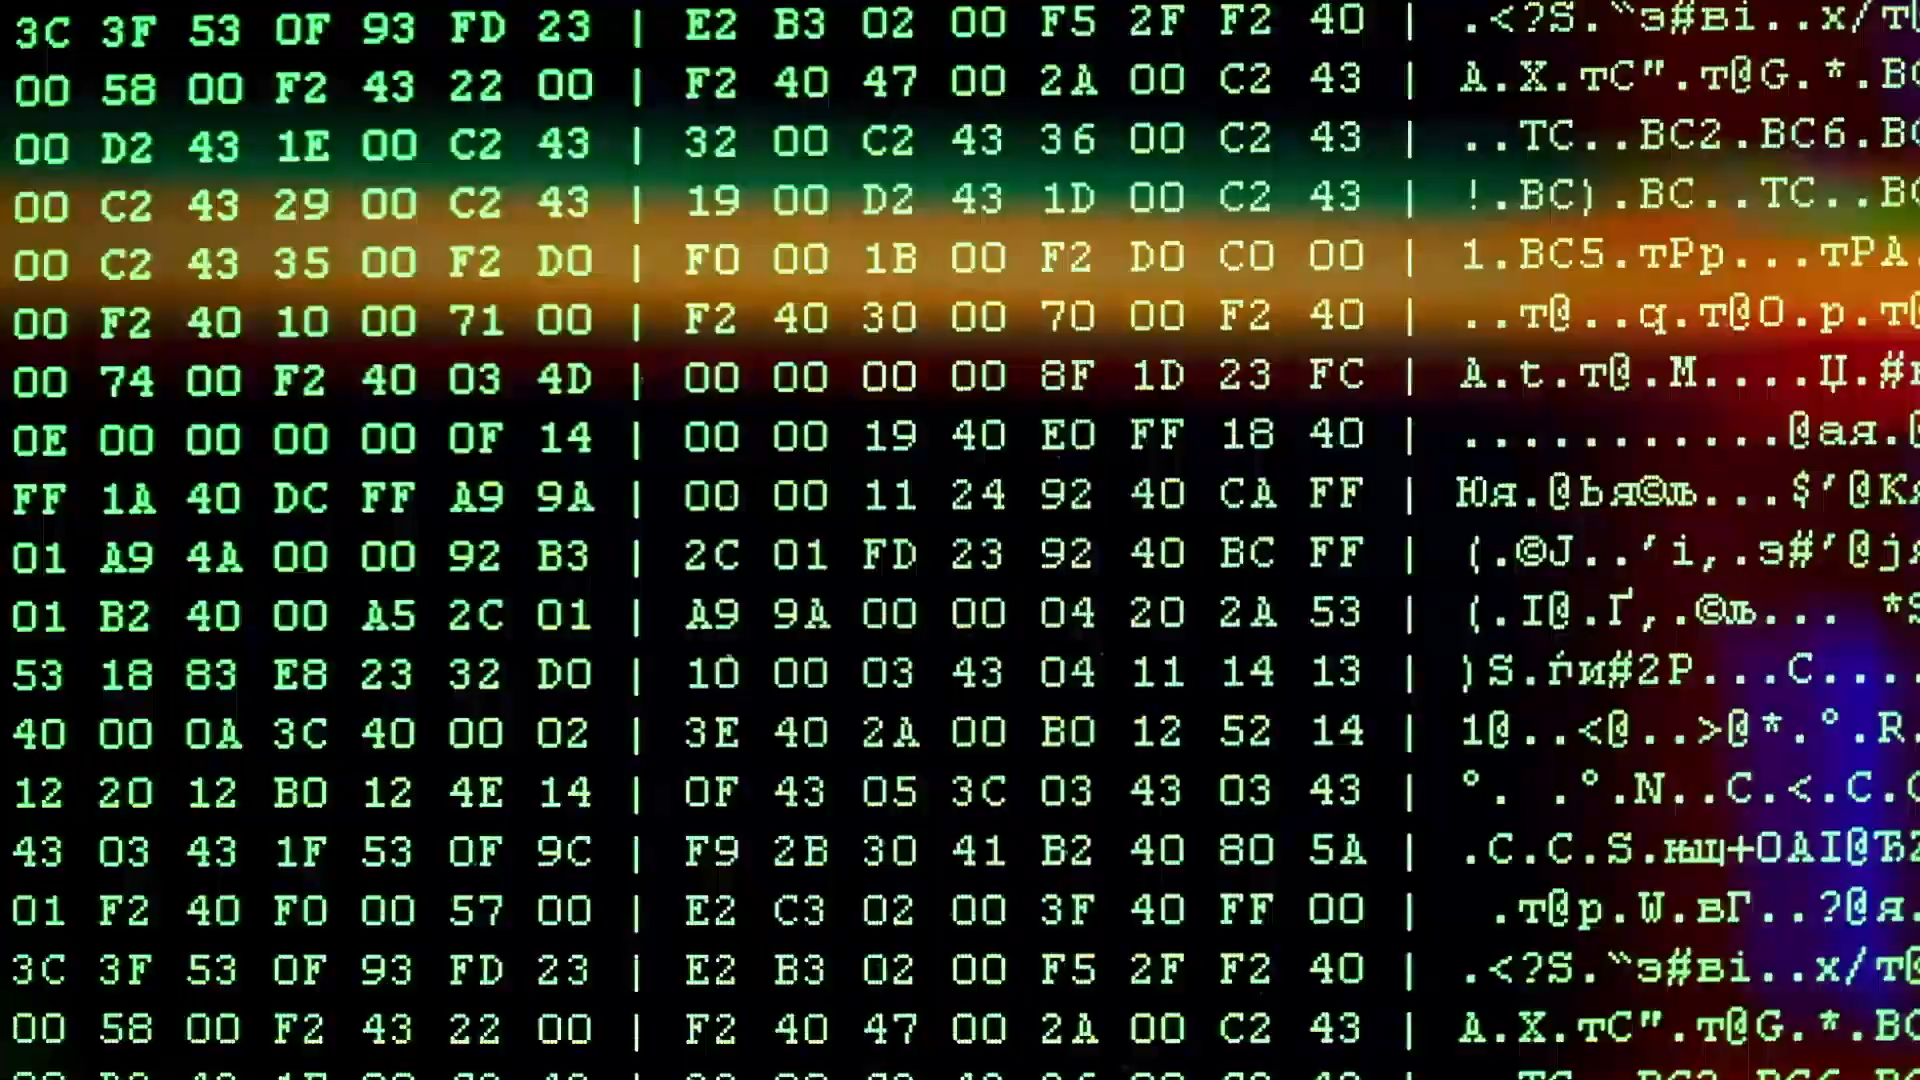 3C 3F 53 0F 93 FD 23 | E2 B3 02 00 F5 2F F2 40 | .<?S.“э#ві..х/т@
00 58 00 F2 43 22 00 | F2 40 47 00 2A 00 C2 43 | A.X.тC".т@G.*.BC
00 D2 43 1E 00 C2 43 | 32 00 C2 43 36 00 C2 43 | ..TC..BC2.BC6.BC
00 C2 43 29 00 C2 43 | 19 00 D2 43 1D 00 C2 43 | !.BC).BC..TC..BC
00 C2 43 35 00 F2 D0 | F0 00 1B 00 F2 D0 C0 00 | 1.BC5.тPp...тPA.
00 F2 40 10 00 71 00 | F2 40 30 00 70 00 F2 40 | ..т@..q.т@0.p.т@
00 74 00 F2 40 03 4D | 00 00 00 00 8F 1D 23 FC | A.t.т@.M....Џ.#
0E 00 00 00 00 0F 14 | 00 00 19 40 E0 FF 18 40 | ...........@ая.@
FF 1A 40 DC FF A9 9A | 00 00 11 24 92 40 CA FF | Юя.@Ья©љ...$’@К
01 A9 4A 00 00 92 B3 | 2C 01 FD 23 92 40 BC FF | (.©J..’і,.э#’@ј
01 B2 40 00 A5 2C 01 | A9 9A 00 00 04 20 2A 53 | (.І@.Ґ,.©љ... *S
53 18 83 E8 23 32 D0 | 10 00 03 43 04 11 14 13 | )S.ѓи#2Р...C....
40 00 0A 3C 40 00 02 | 3E 40 2A 00 B0 12 52 14 | 1@..<@..>@*.°.R.
12 20 12 B0 12 4E 14 | 0F 43 05 3C 03 43 03 43 | °. .°.N..C.<.C.C
43 03 43 1F 53 0F 9C | F9 2B 30 41 B2 40 80 5A | .C.C.S.њщ+0AІ@ЂZ
01 F2 40 F0 00 57 00 | E2 C3 02 00 3F 40 FF 00 | .т@р.W.вГ..?@я.
3C 3F 53 0F 93 FD 23 | E2 B3 02 00 F5 2F F2 40 | .<?S.“э#ві..х/т@
00 58 00 F2 43 22 00 | F2 40 47 00 2A 00 C2 43 | A.X.тC".т@G.*.BC